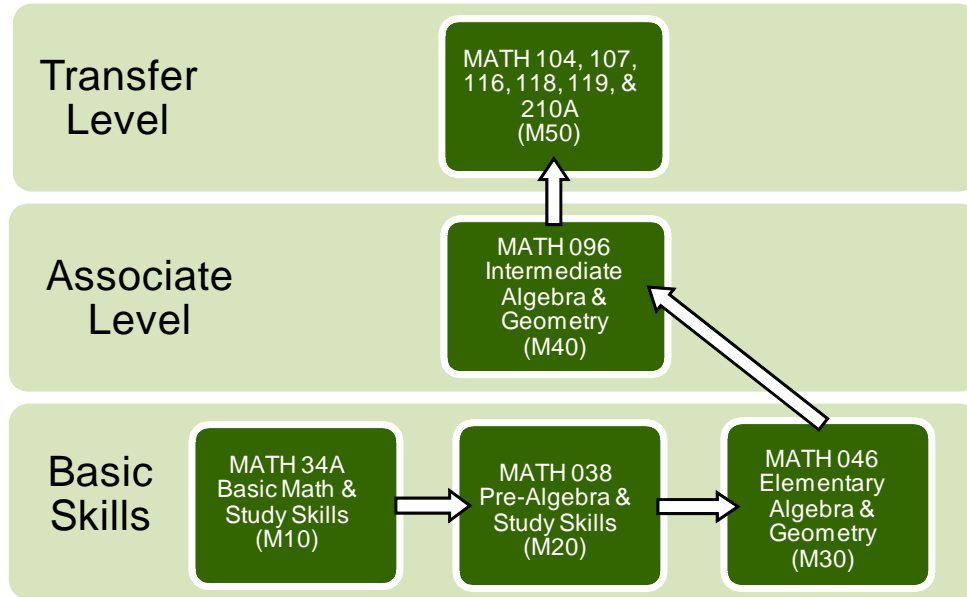 Transfer
Level
MATH 104, 107,
116, 118, 119, &
210A
(M50)
Associate
Level
MATH 096
Intermediate
Algebra &
Geometry
(M40)
Basic
Skills
MATH 34A
Basic Math &
Study Skills
(M10)
MATH 038
Pre-Algebra &
Study Skills
(M20)
MATH 046
Elementary
Algebra &
Geometry
(M30)